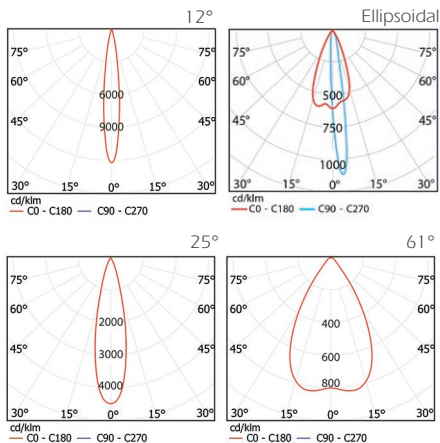 12°
75° 75°
60° 60°
6000
45° 9000 45°
30° 15° 0° 15° 30°
cd/klm
C0 - C180 C90 - C270
Ellipsoidal
75° 75°
60° 500 60°
45° 750 45°
1000
30° 15° 0° 15° 30°
cd/klm
C0 - C180 C90 - C270
25°
75° 75°
60° 2000 60°
45° 3000 45°
4000
30° 15° 0° 15° 30°
cd/klm
C0 - C180 C90 - C270
61°
75° 75°
60° 400 60°
45° 600 45°
800
30° 15° 0° 15° 30°
cd/klm
C0 - C180 C90 - C270